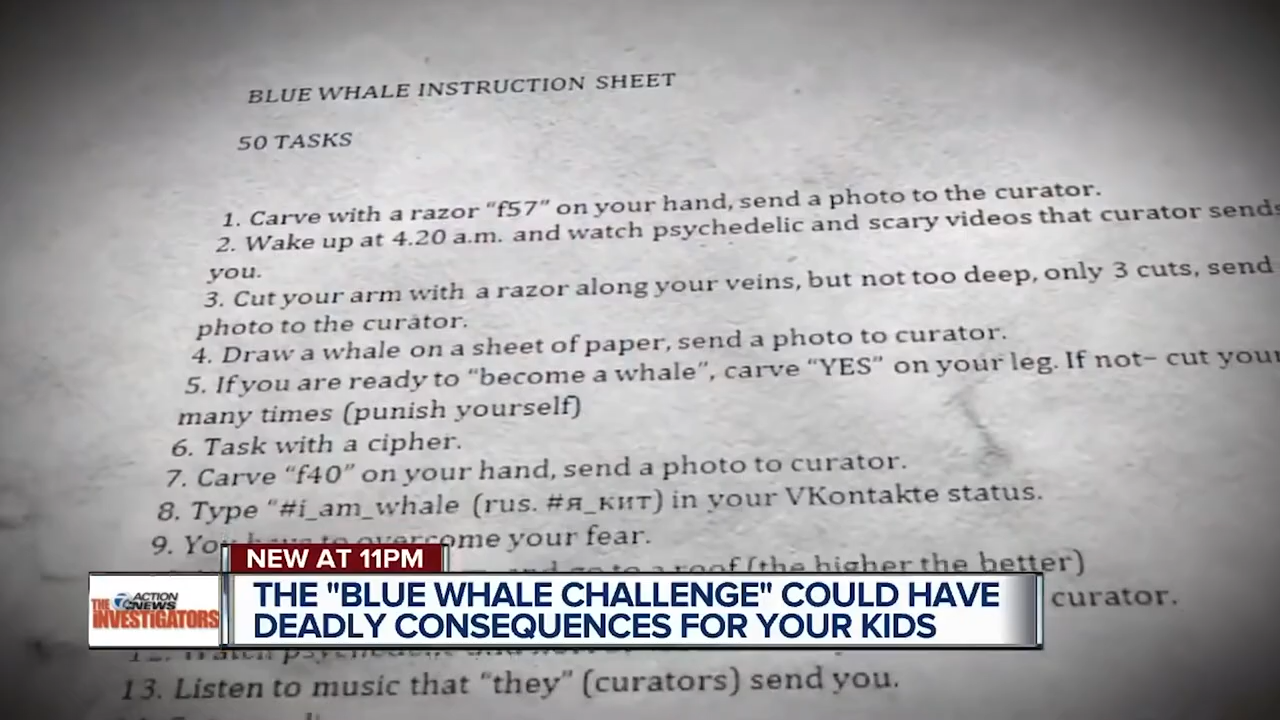 BLUE WHALE INSTRUCTION SHEET
50 TASKS
1. Carve with a razor "f57" on your hand, send a photo to the curator.
2. Wake up at 4.20 a.m. and watch psychedelic and scary videos that curator sends
you.
3. Cut your arm with a razor along your veins, but not too deep, only 3 cuts, send
photo to the curator.
4. Draw a whale on a sheet of paper, send a photo to curator.
5. If you are ready to "become a whale", carve "YES" on your leg. If not– cut your
many times (punish yourself)
6. Task with a cipher.
7. Carve "f40" on your hand, send a photo to curator.
8. Type "#i_am_whale (rus. #я_кит) in your VKontakte status.
9. You have to overcome your fear.
and go to a roof (the higher the better)
curator.
NEW AT 11PM
THE 7 ACTION NEWS INVESTIGATORS
THE "BLUE WHALE CHALLENGE" COULD HAVE
DEADLY CONSEQUENCES FOR YOUR KIDS
13. Listen to music that "they" (curators) send you.